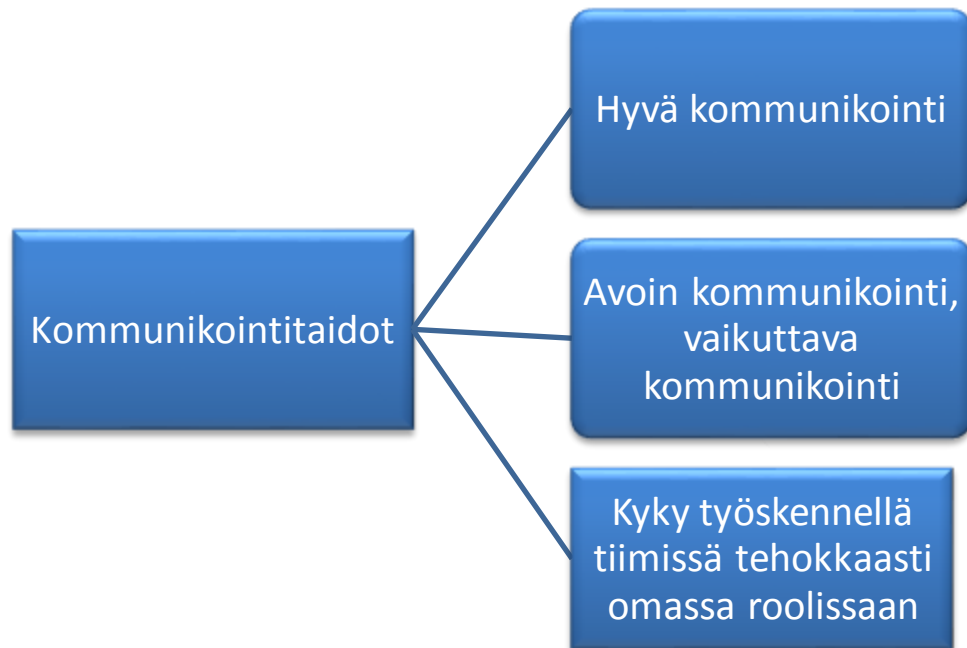 Kommunikointitaidot
Hyvä kommunikointi
Avoin kommunikointi,
vaikuttava
kommunikointi
Kyky työskennellä
tiimissä tehokkaasti
omassa roolissaan